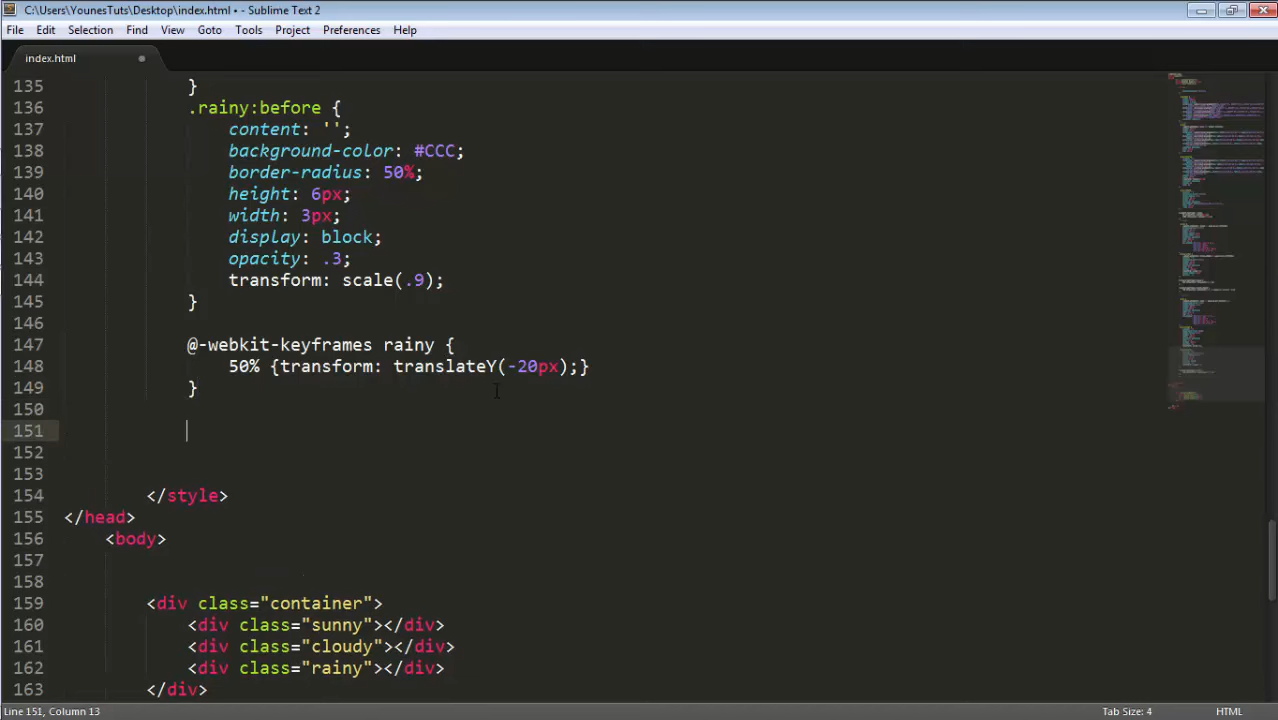 C:\Users\YounesTuts\Desktop\index.html • - Sublime Text 2
File Edit Selection Find View Goto Tools Project Preferences Help
index.html
135 }
136 .rainy:before {
137 content: '';
138 background-color: #CCC;
139 border-radius: 50%;
140 height: 6px;
141 width: 3px;
142 display: block;
143 opacity: .3;
144 transform: scale(.9);
145 }
146
147 @-webkit-keyframes rainy {
148 50% {transform: translateY(-20px);}
149 }
150
151
152
153
154 </style>
155 </head>
156 <body>
157
158
159 <div class="container">
160 <div class="sunny"></div>
161 <div class="cloudy"></div>
162 <div class="rainy"></div>
163 </div>
Line 151, Column 13 Tab Size: 4 HTML